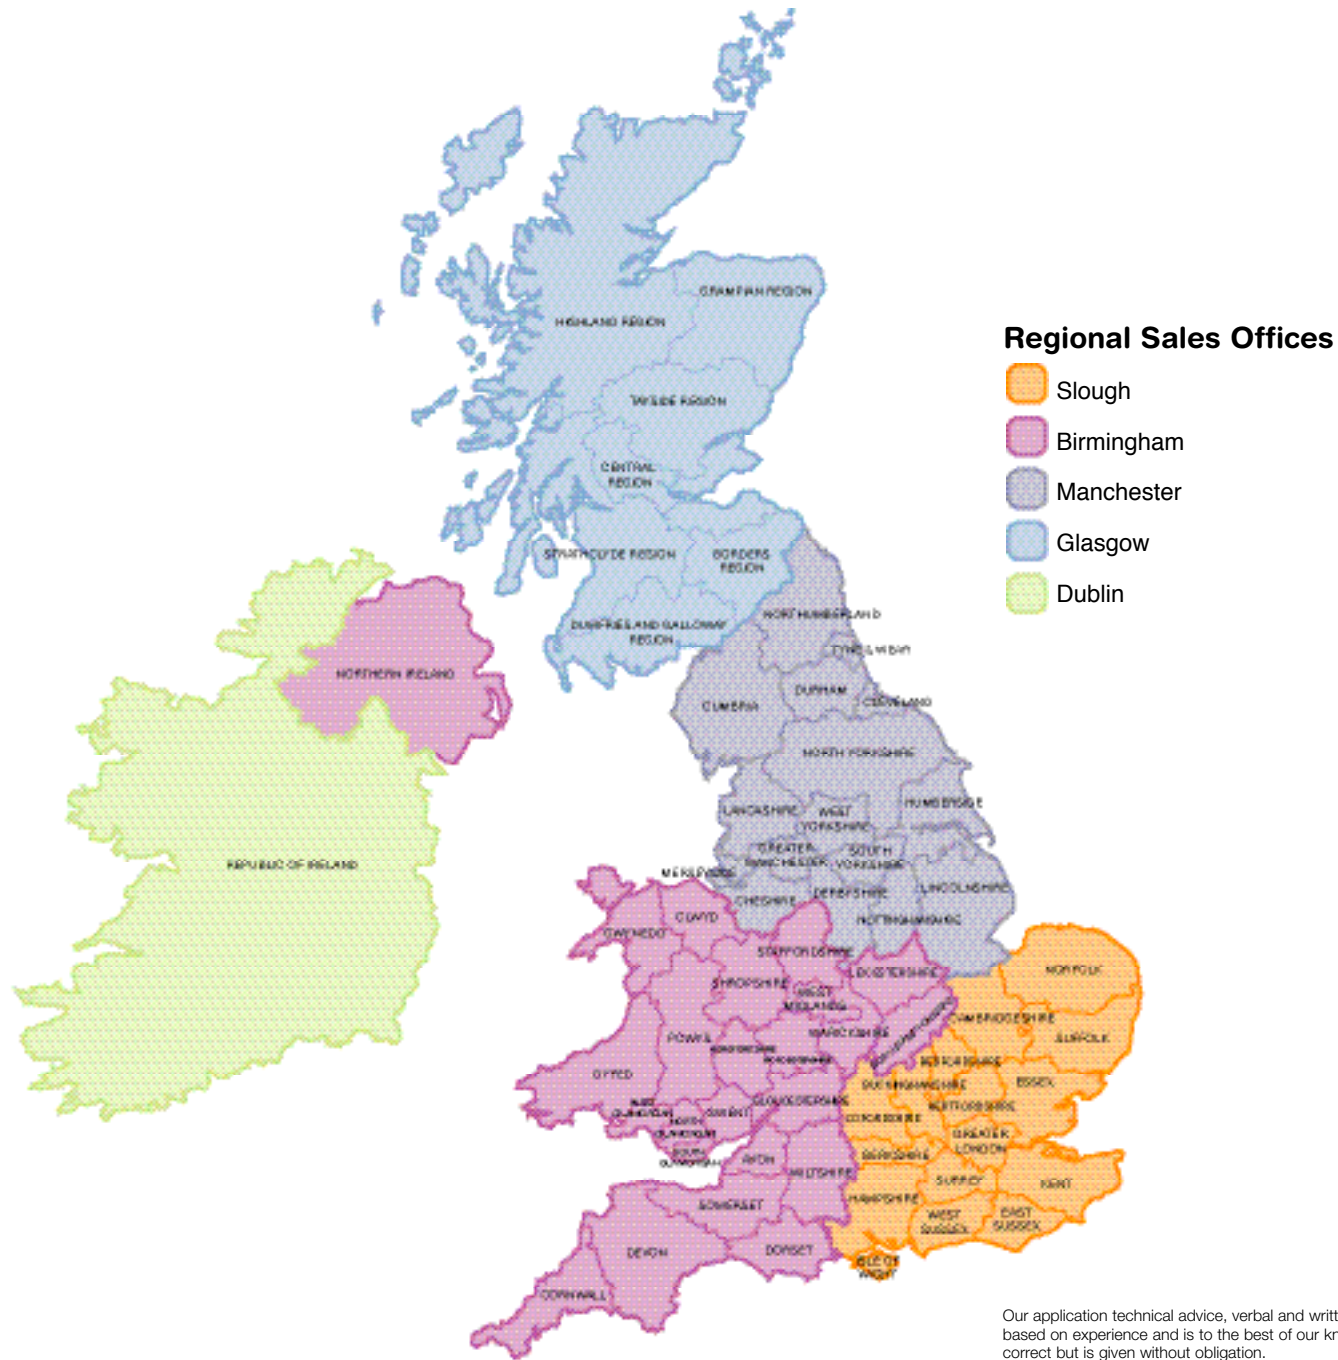 GRAMPIAN REGION
HIGHLAND REGION
Regional Sales Offices
Slough
TAYSIDE REGION
Birmingham
CENTRAL
REGION
Manchester
Glasgow
STRATHCLYDE REGION
BORDERS
REGION
Dublin
NORTHUMBERLAND
DUMFRIES AND GALLOWAY
REGION
TYNE & WEAR
NORTHERN IRELAND
DURHAM
CLEVELAND
CUMBRIA
NORTH YORKSHIRE
HUMBERSIDE
LANCASHIRE
WEST
YORKSHIRE
GREATER
MANCHESTER
SOUTH
YORKSHIRE
REPUBLIC OF IRELAND
MERSEYSIDE
CHESHIRE
DERBYSHIRE
LINCOLNSHIRE
NOTTINGHAMSHIRE
CLWYD
GWYNEDD
STAFFORDSHIRE
LEICESTERSHIRE
NORFOLK
SHROPSHIRE
WEST
MIDLANDS
CAMBRIDGESHIRE
WARICKSHIRE
SUFFOLK
POWYS
BEDFORDSHIRE
DYFED
BUCKINGHAMSHIRE
ESSEX
GLOUCESTERSHIRE
HERTFORDSHIRE
GWENT
OXFORDSHIRE
GREATER
LONDON
BERKSHIRE
AVON
WILTSHIRE
SURREY
KENT
HAMPSHIRE
SOMERSET
WEST
SUSSEX
EAST
SUSSEX
DEVON
DORSET
ISLE OF
WIGHT
CORNWALL
Our application technical advice, verbal and writt
based on experience and is to the best of our kn
correct but is given without obligation.